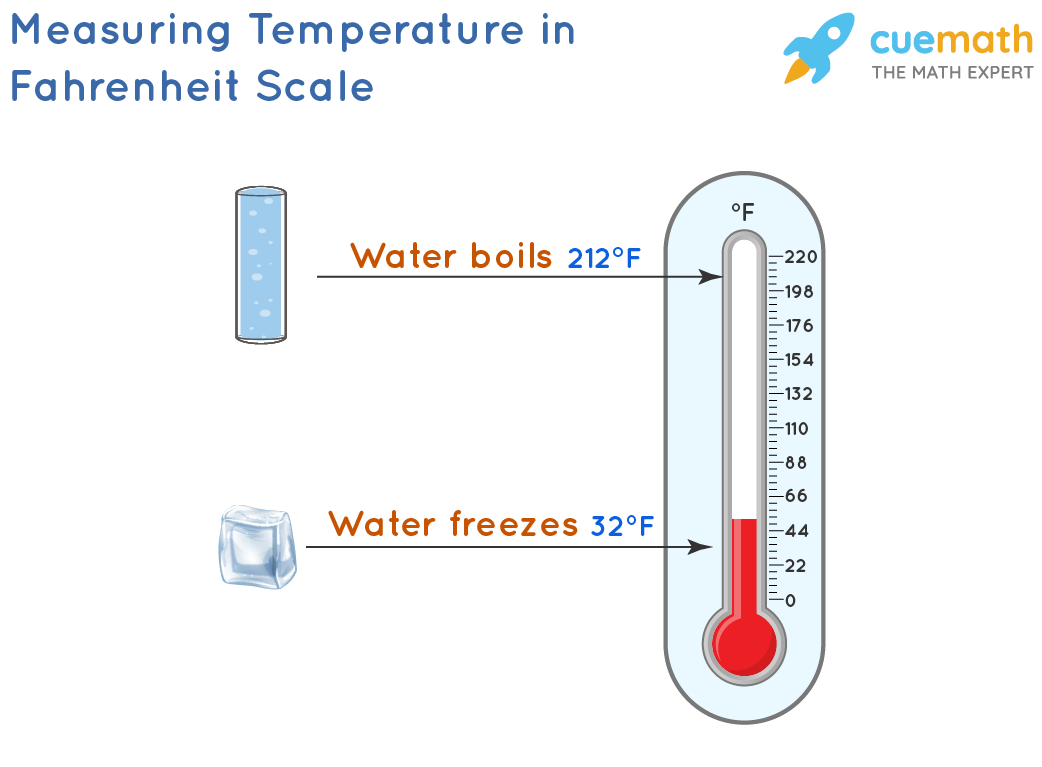 Measuring Temperature in
Fahrenheit Scale
cuemath
THE MATH EXPERT
°F
Water boils 212°F
220
198
176
154
132
110
88
66
Water freezes 32°F
44
22
0